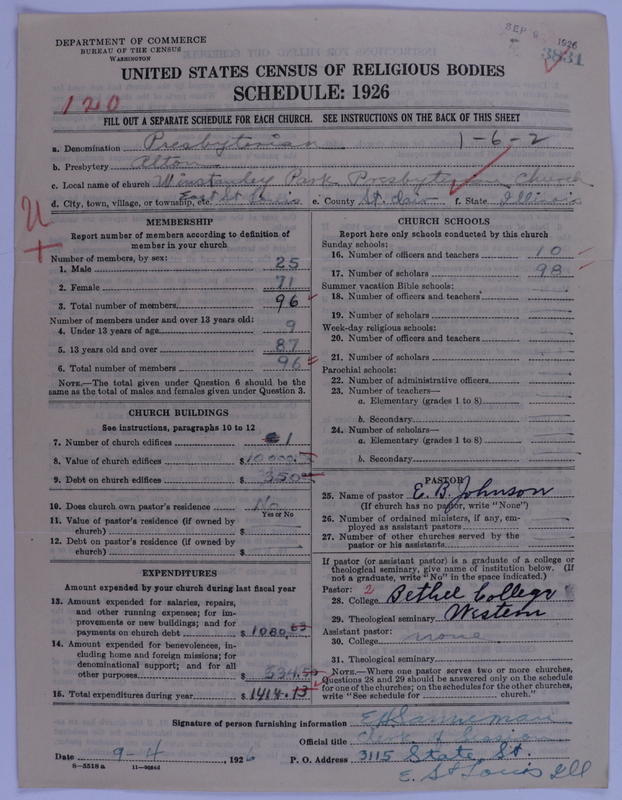 DEPARTMENT OF COMMERCE
BUREAU OF THE CENSUS
WASHINGTON
SEP 1926
3831
UNITED STATES CENSUS OF RELIGIOUS BODIES
SCHEDULE: 1926
120
FILL OUT A SEPARATE SCHEDULE FOR EACH CHURCH. SEE INSTRUCTIONS ON THE BACK OF THIS SHEET
a. Denomination Presbyterian 1-6-2
b. Presbytery Alton
c. Local name of church Winstanley Park Presbyterian Church
d. City, town, village, or township, etc. East St. Louis e. County St. Clair f. State Illinois
U
MEMBERSHIP
Report number of members according to definition of member in your church
Number of members, by sex:
1. Male 25
2. Female 71
3. Total number of members 96
Number of members under and over 13 years old:
4. Under 13 years of age 9
5. 13 years old and over 87
6. Total number of members 96
NOTE.—The total given under Question 6 should be the
same as the total of males and females given under Question 3.
CHURCH BUILDINGS
See instructions, paragraphs 10 to 12
7. Number of church edifices 1
8. Value of church edifices $10000
9. Debt on church edifices $350
10. Does church own pastor's residence No
Yes or No
11. Value of pastor's residence (if owned by
church) $
12. Debt on pastor's residence (if owned by
church) $
EXPENDITURES
Amount expended by your church during last fiscal year
13. Amount expended for salaries, repairs,
and other running expenses; for im-
provements or new buildings; and for
payments on church debt $1080.63
14. Amount expended for benevolences, in-
cluding home and foreign missions; for
denominational support; and for all
other purposes $334.50
15. Total expenditures during year $1414.13
CHURCH SCHOOLS
Report here only schools conducted by this church
Sunday schools:
16. Number of officers and teachers 10
17. Number of scholars 98
Summer vacation Bible schools:
18. Number of officers and teachers
19. Number of scholars
Week-day religious schools:
20. Number of officers and teachers
21. Number of scholars
Parochial schools:
22. Number of administrative officers
23. Number of teachers—
a. Elementary (grades 1 to 8)
b. Secondary
24. Number of scholars—
a. Elementary (grades 1 to 8)
b. Secondary
PASTOR
25. Name of pastor E. B. Johnson
(If church has no pastor, write "None")
26. Number of ordained ministers, if any, em-
ployed as assistant pastors
27. Number of other churches served by the
pastor or his assistants
If pastor (or assistant pastor) is a graduate of a college or
theological seminary, give name of institution below. (If
not a graduate, write "No" in the space indicated.)
Pastor: 2
28. College Bethel College
29. Theological seminary Western
Assistant pastor:
30. College none
31. Theological seminary
NOTE.—Where one pastor serves two or more churches,
Questions 28 and 29 should be answered only on the schedule
for one of the churches; on the schedules for the other churches,
write "See schedule for church."
Signature of person furnishing information
Official title Clerk of Session
Date 9-4, 1926 P. O. Address 3115 State St.
E. St Louis Ill
8—5518 a